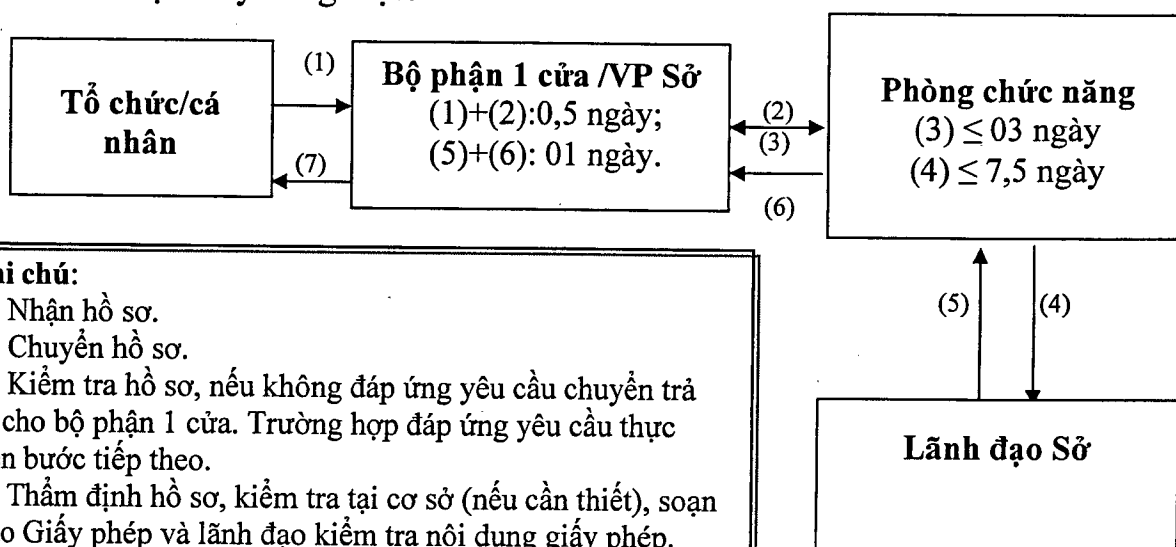 Tổ chức/cá
nhân
(1)
(7)
Bộ phận 1 cửa /VP Sở
(1)+(2):0,5 ngày;
(5)+(6): 01 ngày.
(2)
(3)
(6)
Phòng chức năng
(3) ≤ 03 ngày
(4) ≤ 7,5 ngày
(5)
(4)
Lãnh đạo Sở
i chú:
Nhận hồ sơ.
Chuyển hồ sơ.
Kiểm tra hồ sơ, nếu không đáp ứng yêu cầu chuyển trả
cho bộ phận 1 cửa. Trường hợp đáp ứng yêu cầu thực
n bước tiếp theo.
Thẩm định hồ sơ, kiểm tra tại cơ sở (nếu cần thiết), soạn
o Giấy phép và lãnh đạo kiểm tra nội dung giấy phép.